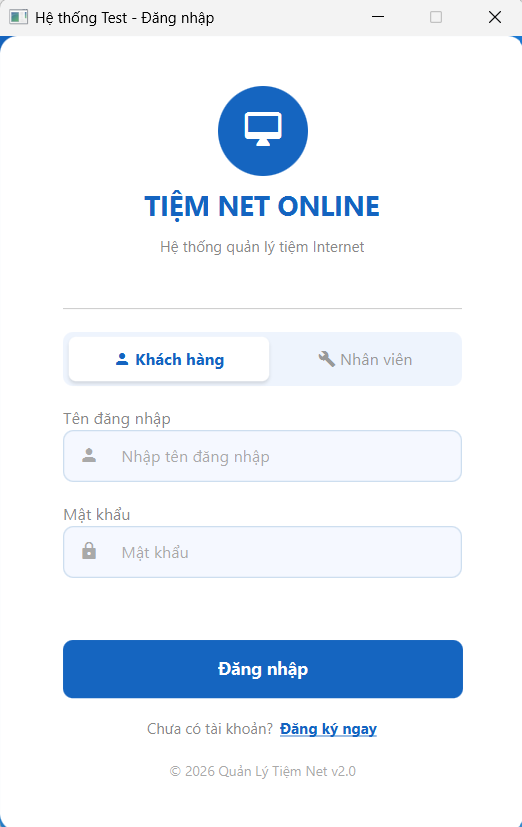 Hệ thống Test - Đăng nhập
TIỆM NET ONLINE
Hệ thống quản lý tiệm Internet
Khách hàng Nhân viên
Tên đăng nhập
Nhập tên đăng nhập
Mật khẩu
Mật khẩu
Đăng nhập
Chưa có tài khoản? Đăng ký ngay
© 2026 Quản Lý Tiệm Net v2.0